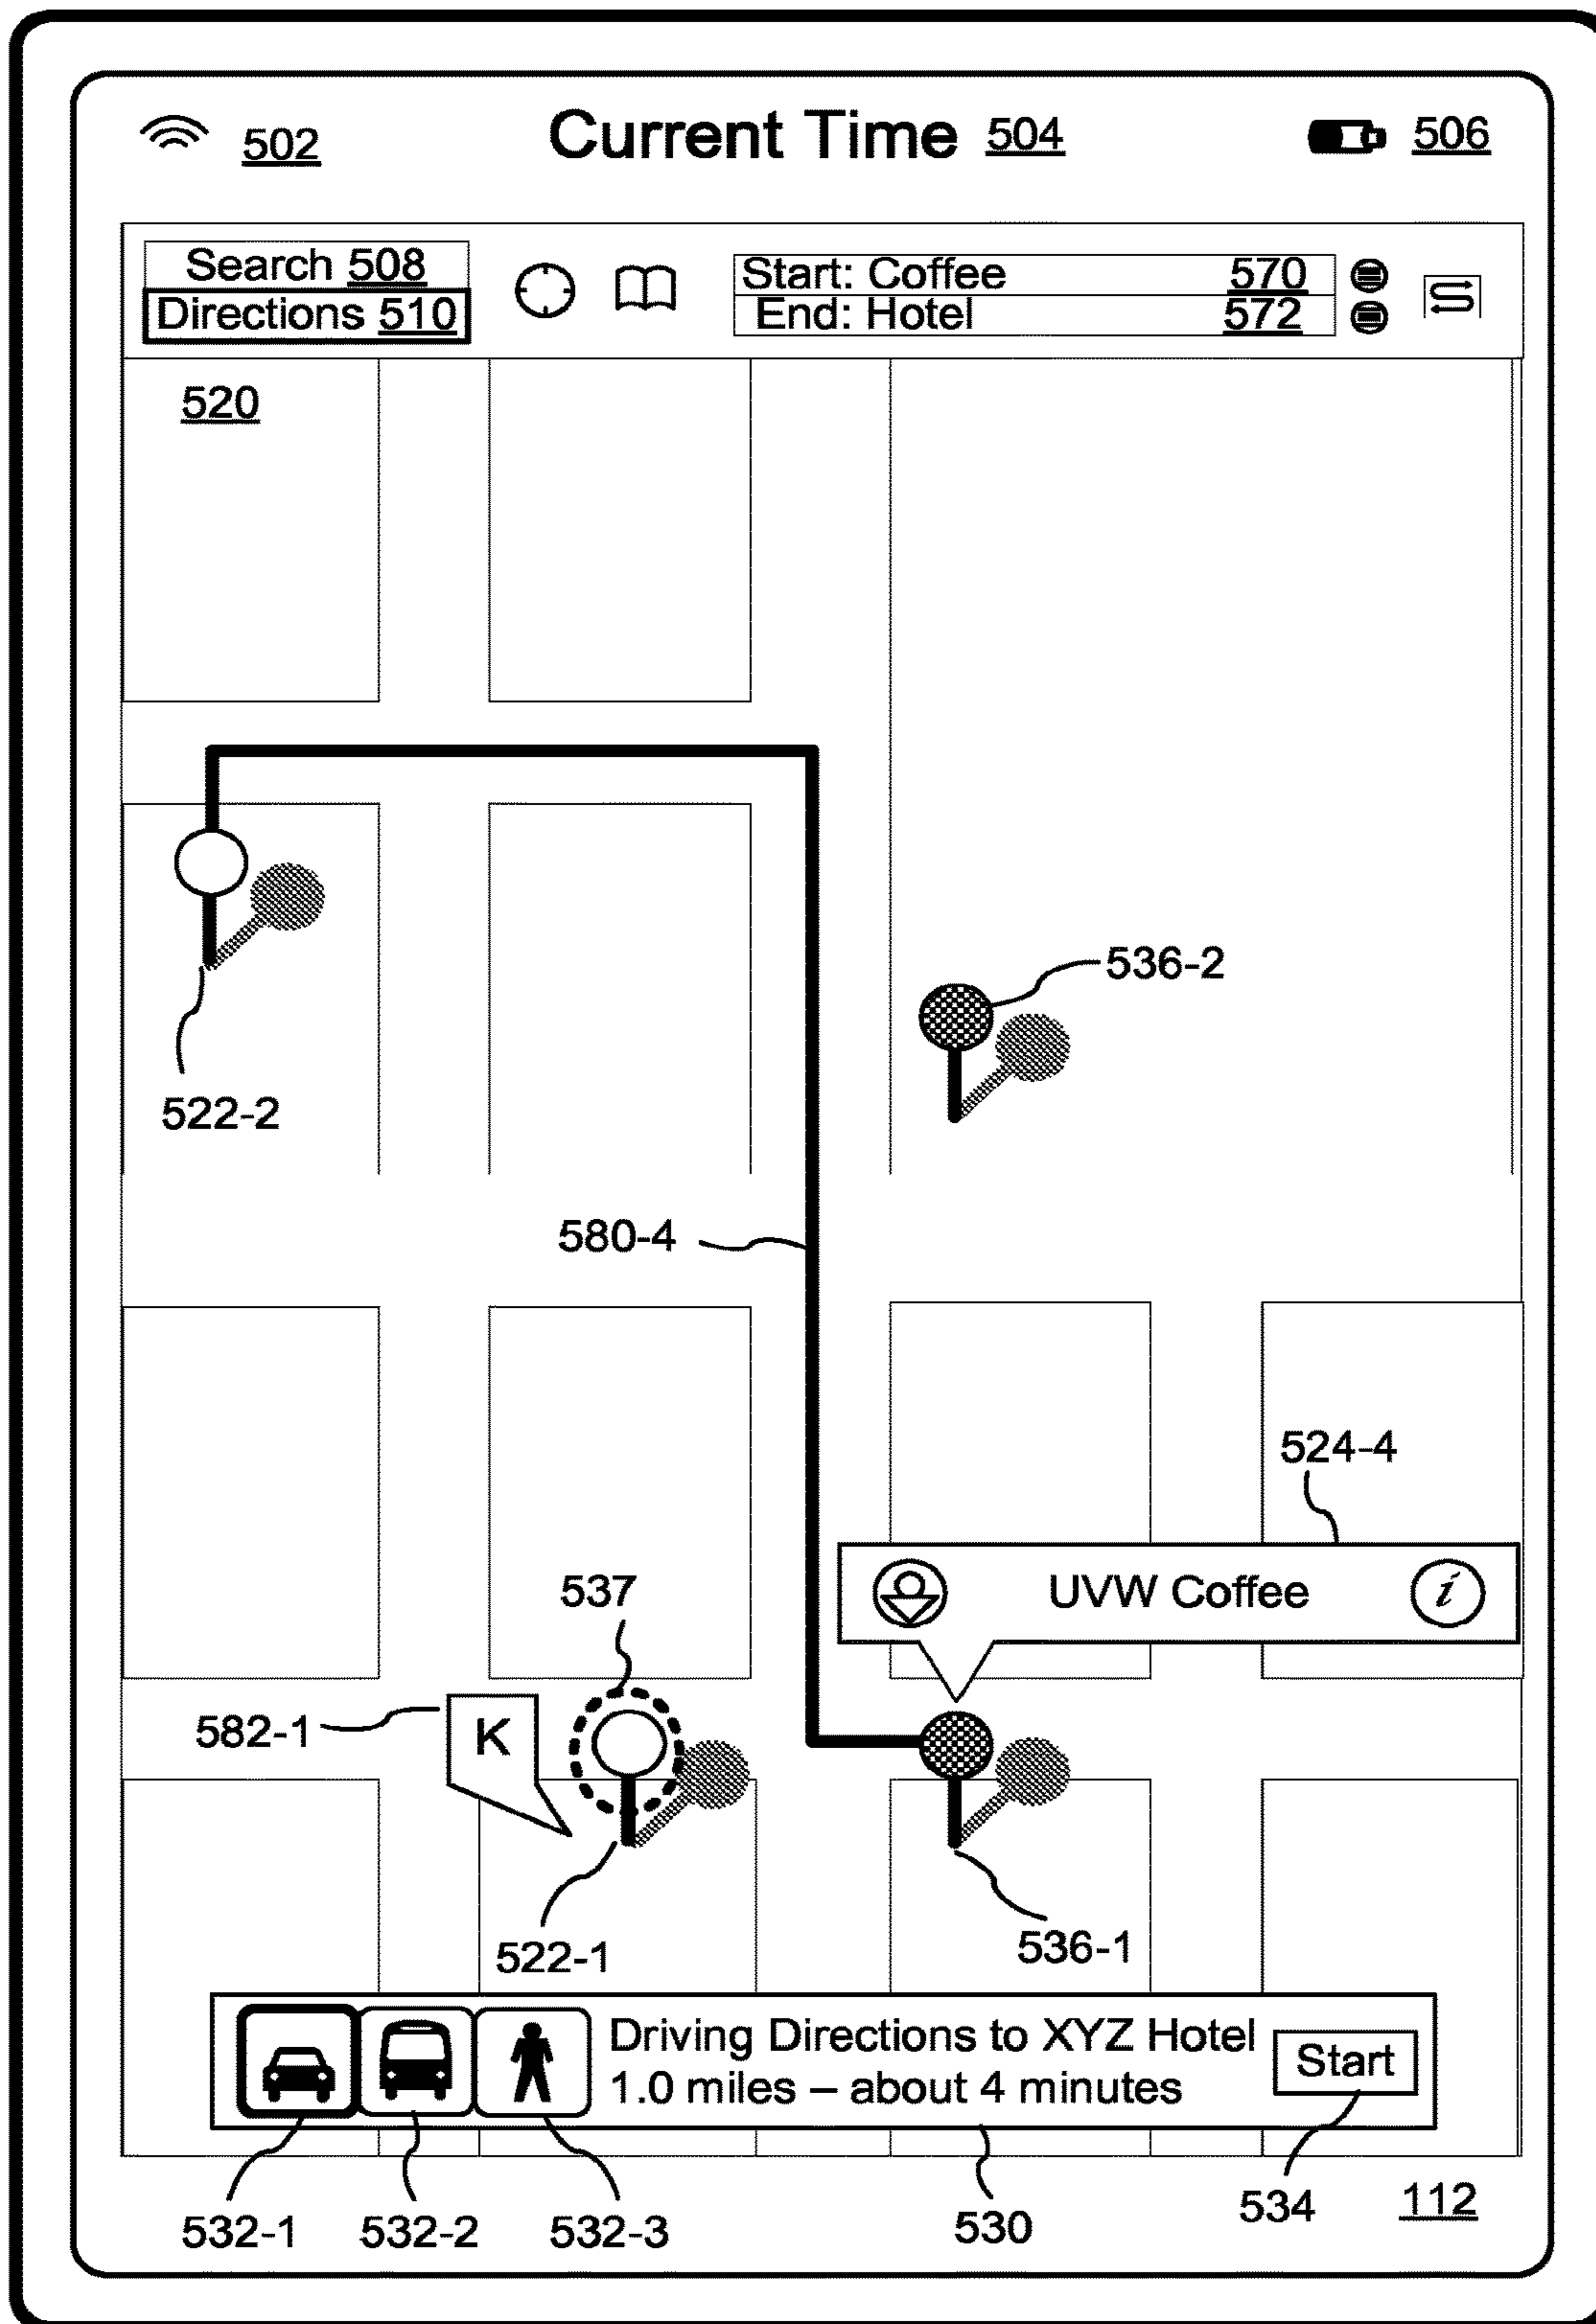 502
Current Time 504
506
Search 508
Directions 510
Start: Coffee 570
End: Hotel 572
520
536-2
522-2
580-4
524-4
UVW Coffee i
537
582-1
K
522-1
536-1
Driving Directions to XYZ Hotel
1.0 miles – about 4 minutes
Start
532-1
532-2
532-3
530
534
112